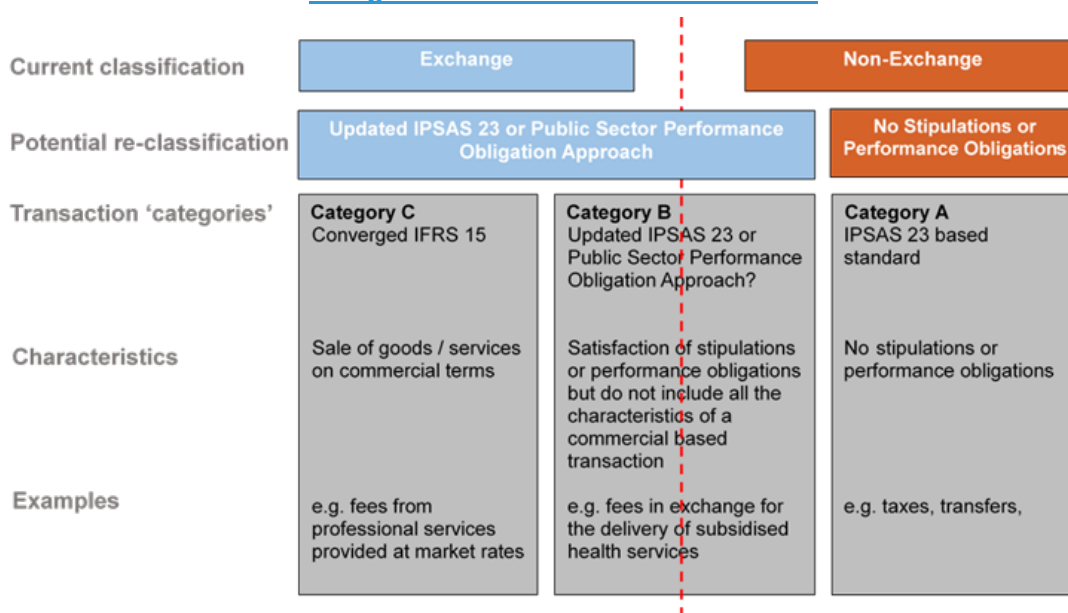 Current classification
Exchange
Non-Exchange
Potential re-classification
Updated IPSAS 23 or Public Sector Performance
Obligation Approach
No Stipulations or
Performance Obligations
Transaction ‘categories’
Category C
Converged IFRS 15
Category B
Updated IPSAS 23 or
Public Sector Performance
Obligation Approach?
Category A
IPSAS 23 based
standard
Characteristics
Sale of goods / services
on commercial terms
Satisfaction of stipulations
or performance obligations
but do not include all the
characteristics of a
commercial based
transaction
No stipulations or
performance obligations
Examples
e.g. fees from
professional services
provided at market rates
e.g. fees in exchange for
the delivery of subsidised
health services
e.g. taxes, transfers,